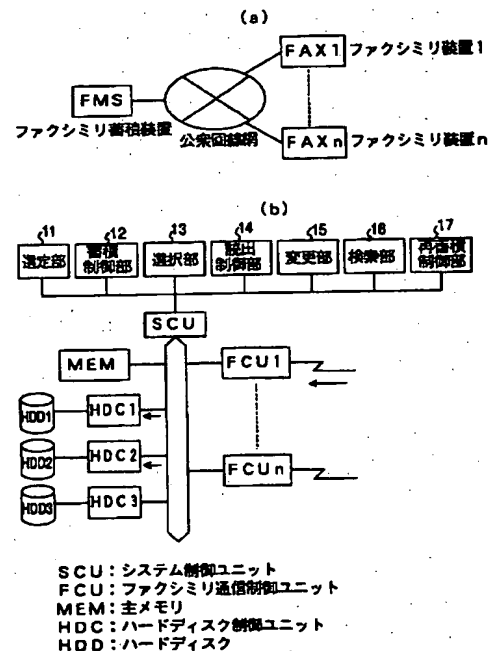 (a)
FAX1 ファクシミリ装置1
FMS
ファクシミリ蓄積装置
公衆回線網
FAXn ファクシミリ装置n
(b)
11 12 13 14 15 16 17
選定部 蓄積制御部 選択部 読出制御部 変更部 検索部 再蓄積制御部
SCU
MEM
FCU1
HDD1 HDC1
HDD2 HDC2
FCUn
HDD3 HDC3
SCU:システム制御ユニット
FCU:ファクシミリ通信制御ユニット
MEM:主メモリ
HDC:ハードディスク制御ユニット
HDD:ハードディスク